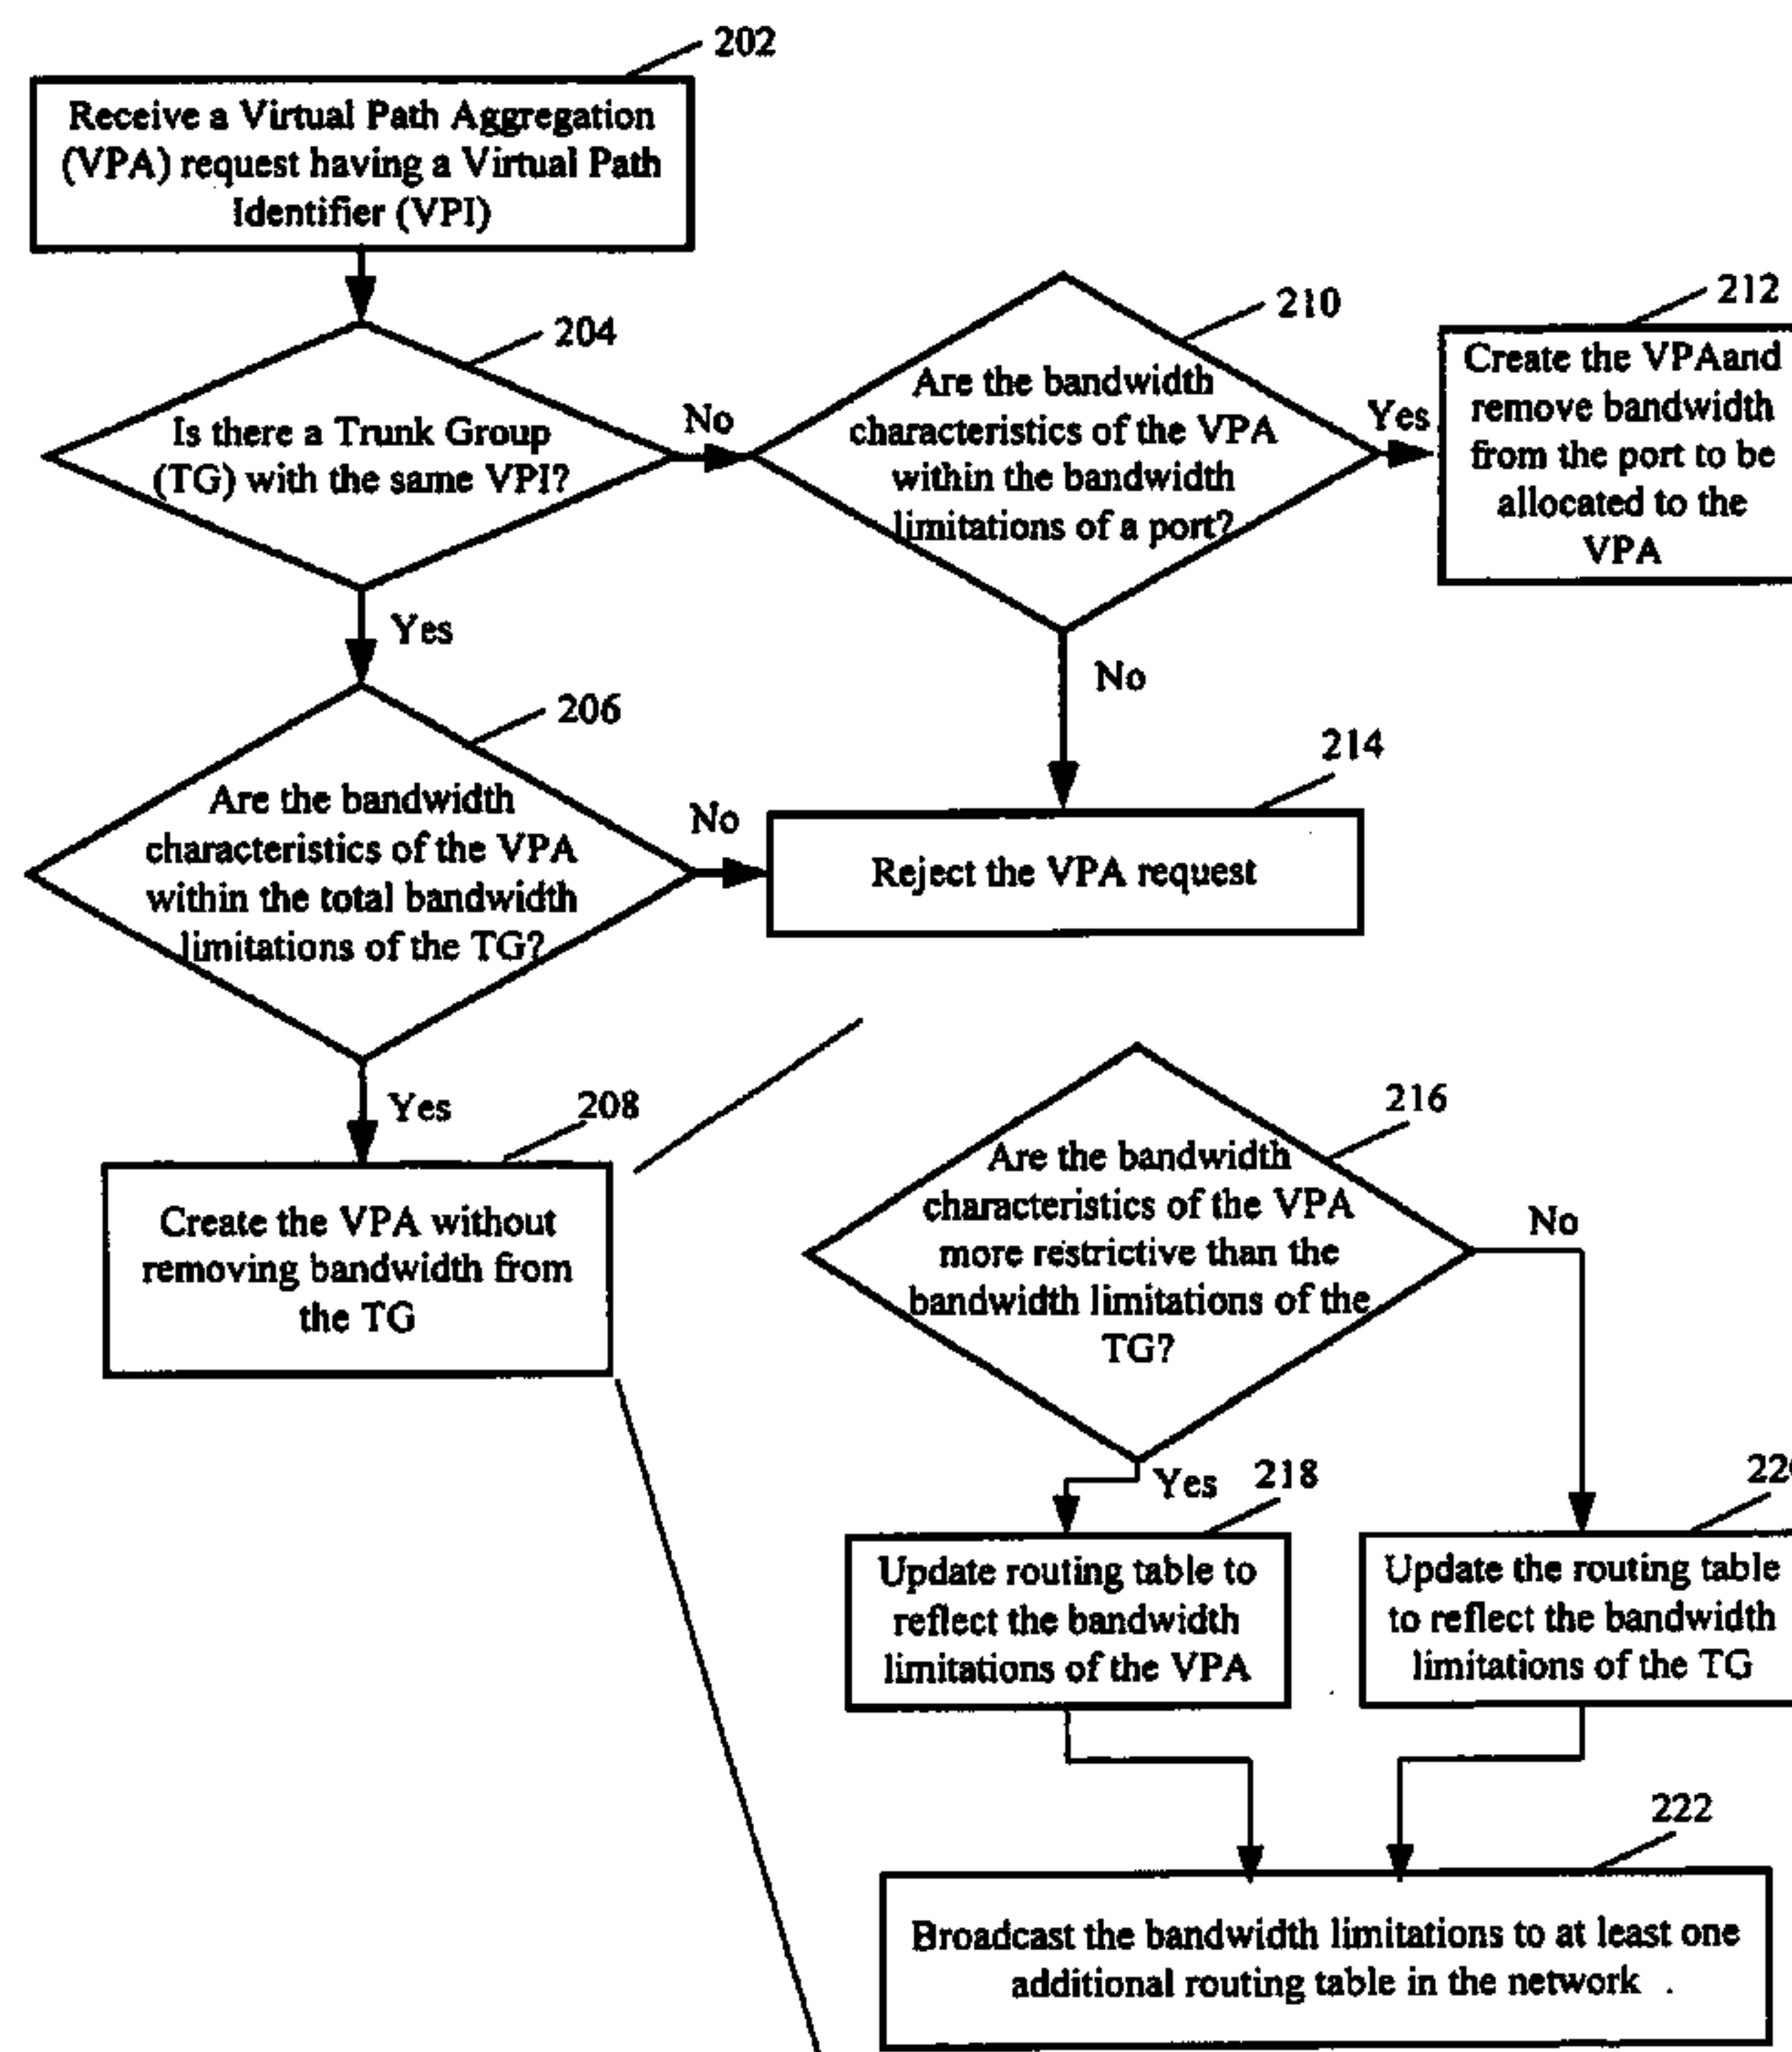 202
Receive a Virtual Path Aggregation
(VPA) request having a Virtual Path
Identifier (VPI)
204
Is there a Trunk Group
(TG) with the same VPI?
No
Yes
210
Are the bandwidth
characteristics of the VPA
within the bandwidth
limitations of a port?
Yes
No
212
Create the VPAand
remove bandwidth
from the port to be
allocated to the
VPA
206
Are the bandwidth
characteristics of the VPA
within the total bandwidth
limitations of the TG?
No
Yes
214
Reject the VPA request
208
Create the VPA without
removing bandwidth from
the TG
216
Are the bandwidth
characteristics of the VPA
more restrictive than the
bandwidth limitations of the
TG?
No
Yes
218
Update routing table to
reflect the bandwidth
limitations of the VPA
Update the routing table
to reflect the bandwidth
limitations of the TG
222
Broadcast the bandwidth limitations to at least one
additional routing table in the network .